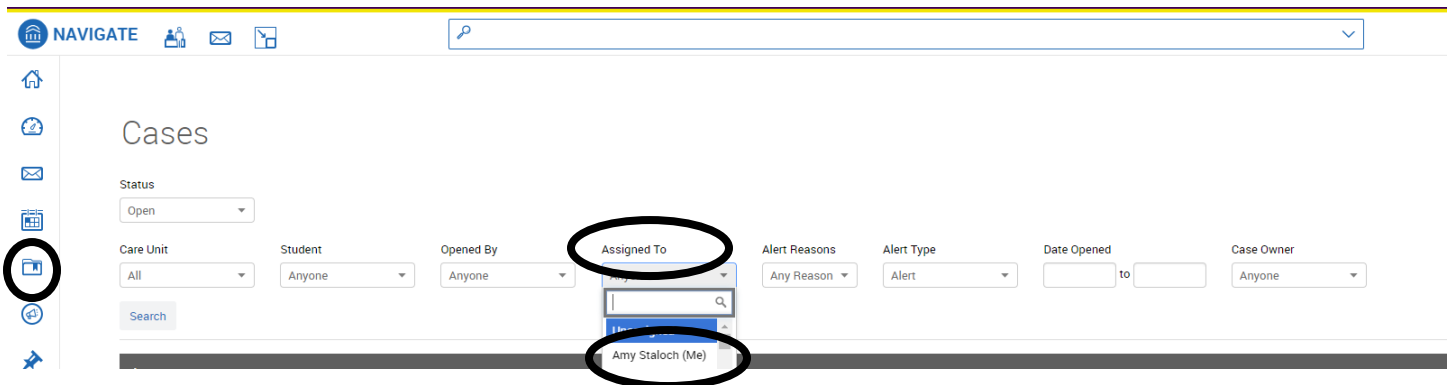 NAVIGATE
Cases
Status
Open
Care Unit Student Opened By Assigned To Alert Reasons Alert Type Date Opened Case Owner
All Anyone Anyone Any Reason Alert to Anyone
Search
Amy Staloch (Me)